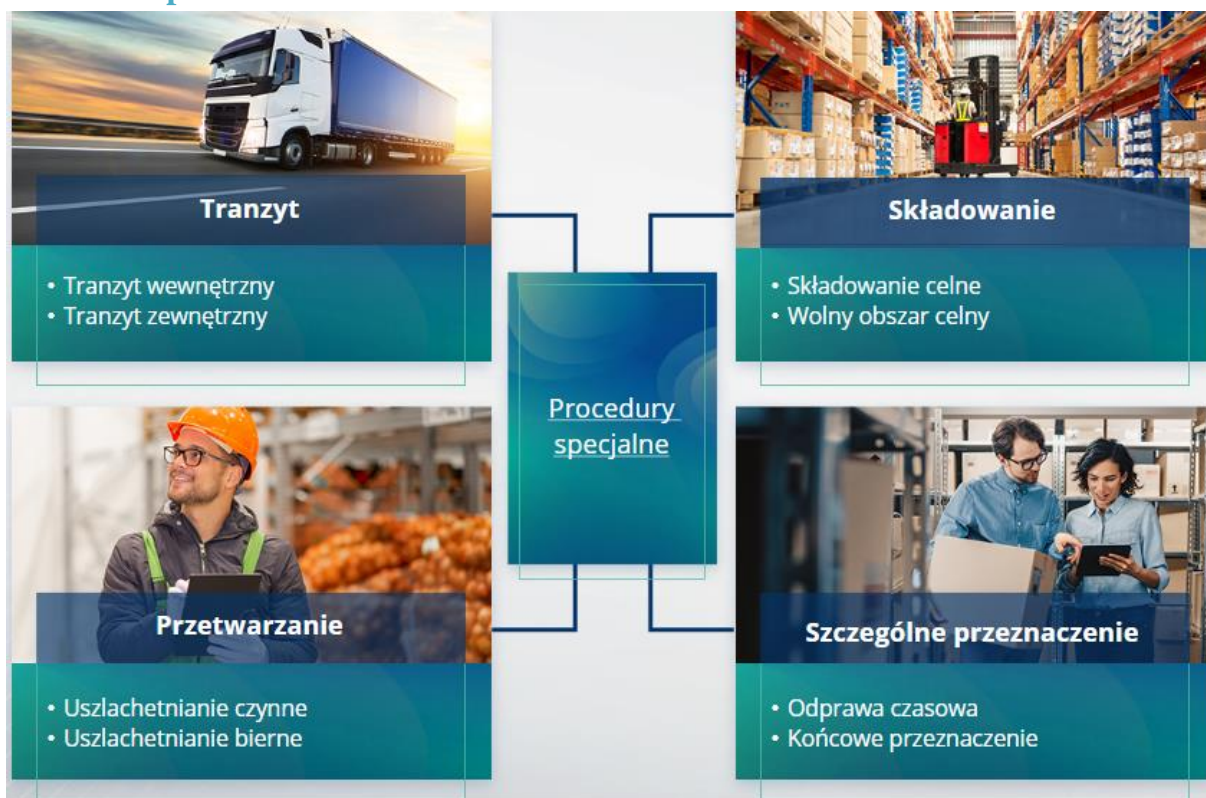 Tranzyt
• Tranzyt wewnętrzny
• Tranzyt zewnętrzny
Składowanie
• Składowanie celne
• Wolny obszar celny
Procedury
specjalne
Przetwarzanie
• Uszlachetnianie czynne
• Uszlachetnianie bierne
Szczególne przeznaczenie
• Odprawa czasowa
• Końcowe przeznaczenie